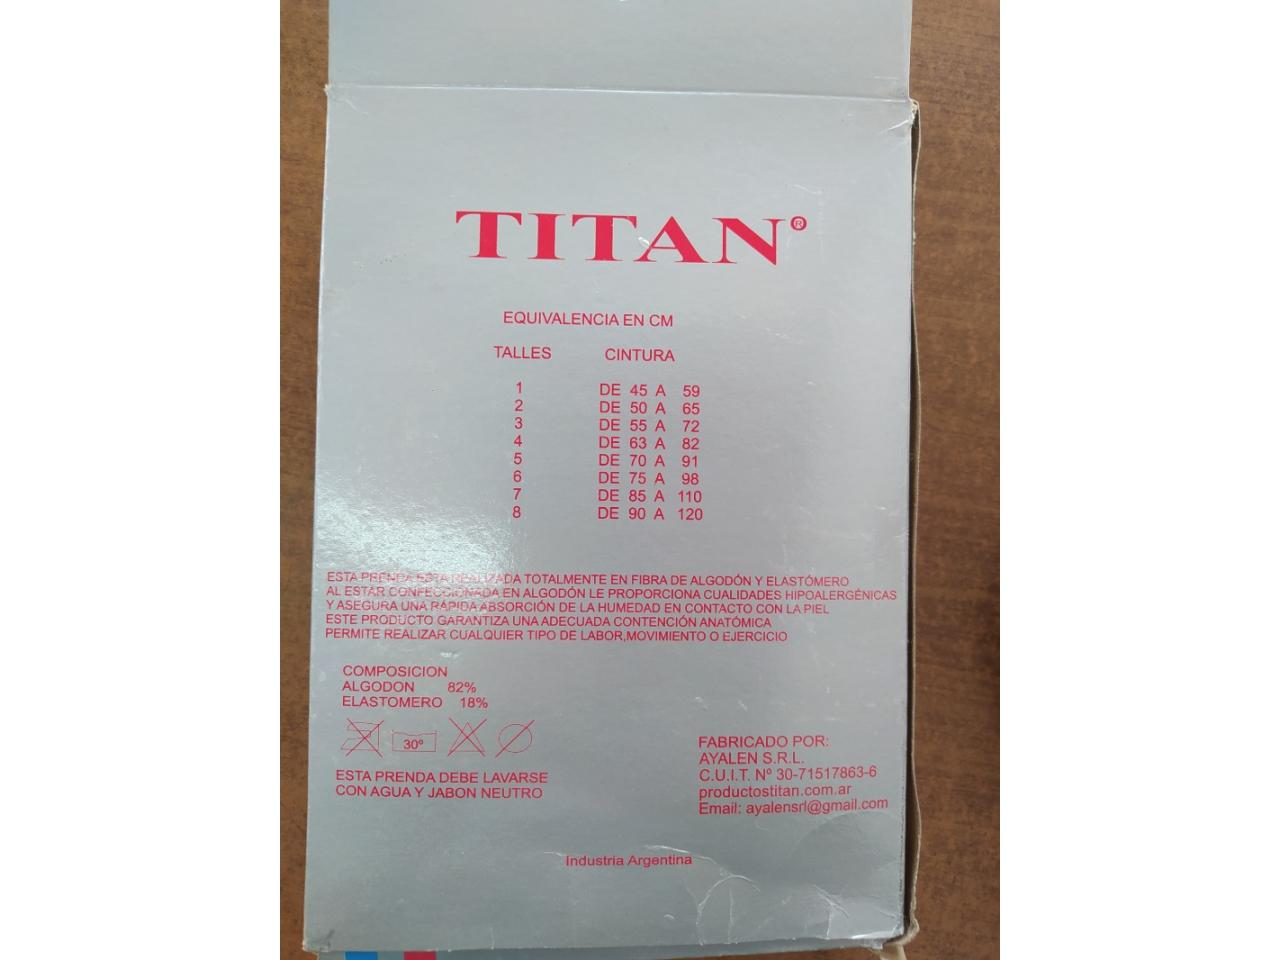 TITAN®
EQUIVALENCIA EN CM
TALLES CINTURA
1 DE 45 A 59
2 DE 50 A 65
3 DE 55 A 72
4 DE 63 A 82
5 DE 70 A 91
6 DE 75 A 98
7 DE 85 A 110
8 DE 90 A 120
ESTA PRENDA ESTA REALIZADA TOTALMENTE EN FIBRA DE ALGODÓN Y ELASTÓMERO
AL ESTAR CONFECCIONADA EN ALGODÓN LE PROPORCIONA CUALIDADES HIPOALERGÉNICAS
Y ASEGURA UNA RÁPIDA ABSORCIÓN DE LA HUMEDAD EN CONTACTO CON LA PIEL
ESTE PRODUCTO GARANTIZA UNA ADECUADA CONTENCIÓN ANATÓMICA
PERMITE REALIZAR CUALQUIER TIPO DE LABOR,MOVIMIENTO O EJERCICIO
COMPOSICION
ALGODON 82%
ELASTOMERO 18%
30º
ESTA PRENDA DEBE LAVARSE
CON AGUA Y JABON NEUTRO
FABRICADO POR:
AYALEN S.R.L.
C.U.I.T. Nº 30-71517863-6
productostitan.com.ar
Email: ayalensrl@gmail.com
Industria Argentina